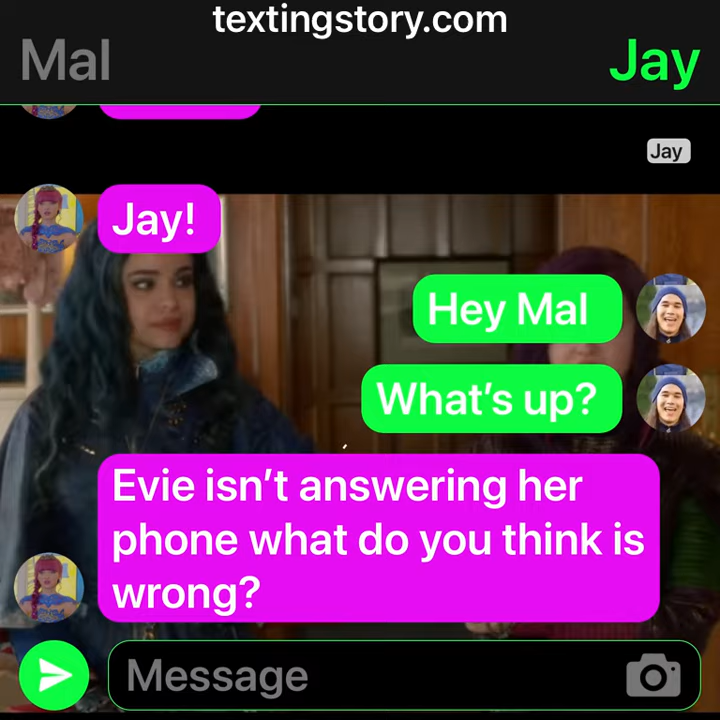 textingstory.com
Mal
Jay
Jay
Jay!
Hey Mal
What’s up?
Evie isn’t answering her
phone what do you think is
wrong?
Message